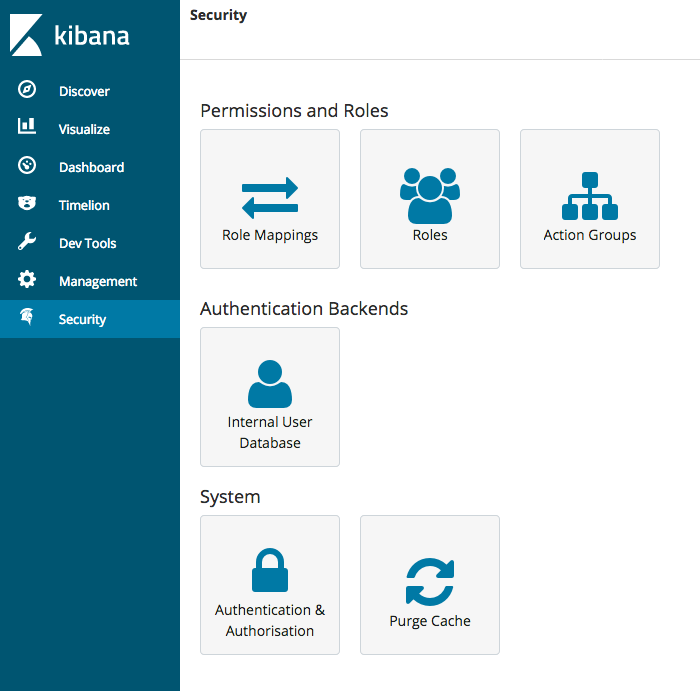 kibana
Discover
Visualize
Dashboard
Timelion
Dev Tools
Management
Security
Security
Permissions and Roles
Role Mappings
Roles
Action Groups
Authentication Backends
Internal User
Database
System
Authentication &
Authorisation
Purge Cache